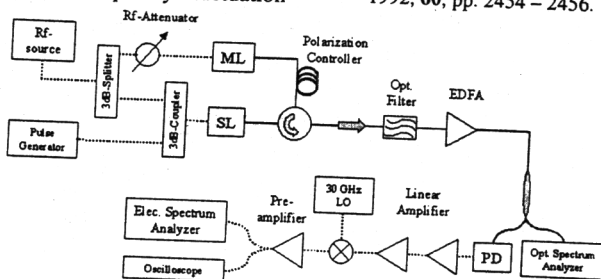 1992, 60, pp. 2454 – 2456.
Rf-Attenuator
Rf-
source
3dB-Splitter
ML
Polarization
Controller
3dB-Coupler
SL
Opt.
Filter
EDFA
Pulse
Generator
30 GHz
LO
Linear
Amplifier
Pre-
amplifier
Elec. Spectrum
Analyzer
Oscilloscope
PD
Opt. Spectrum
Analyzer